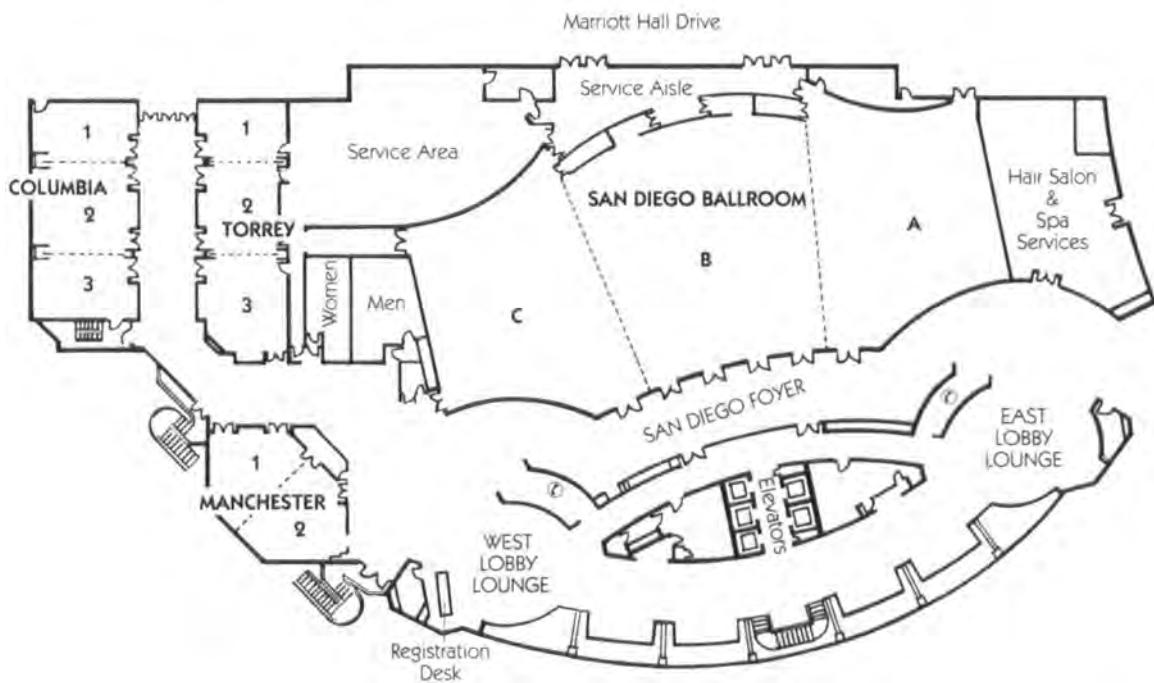 Marriott Hall Drive
Service Aisle
1
1
Service Area
COLUMBIA
2
2
TORREY
SAN DIEGO BALLROOM
Hair Salon
&
Spa
Services
A
B
C
3
3
Women
Men
SAN DIEGO FOYER
EAST
LOBBY
LOUNGE
1
MANCHESTER
2
Elevators
WEST
LOBBY
LOUNGE
Registration
Desk